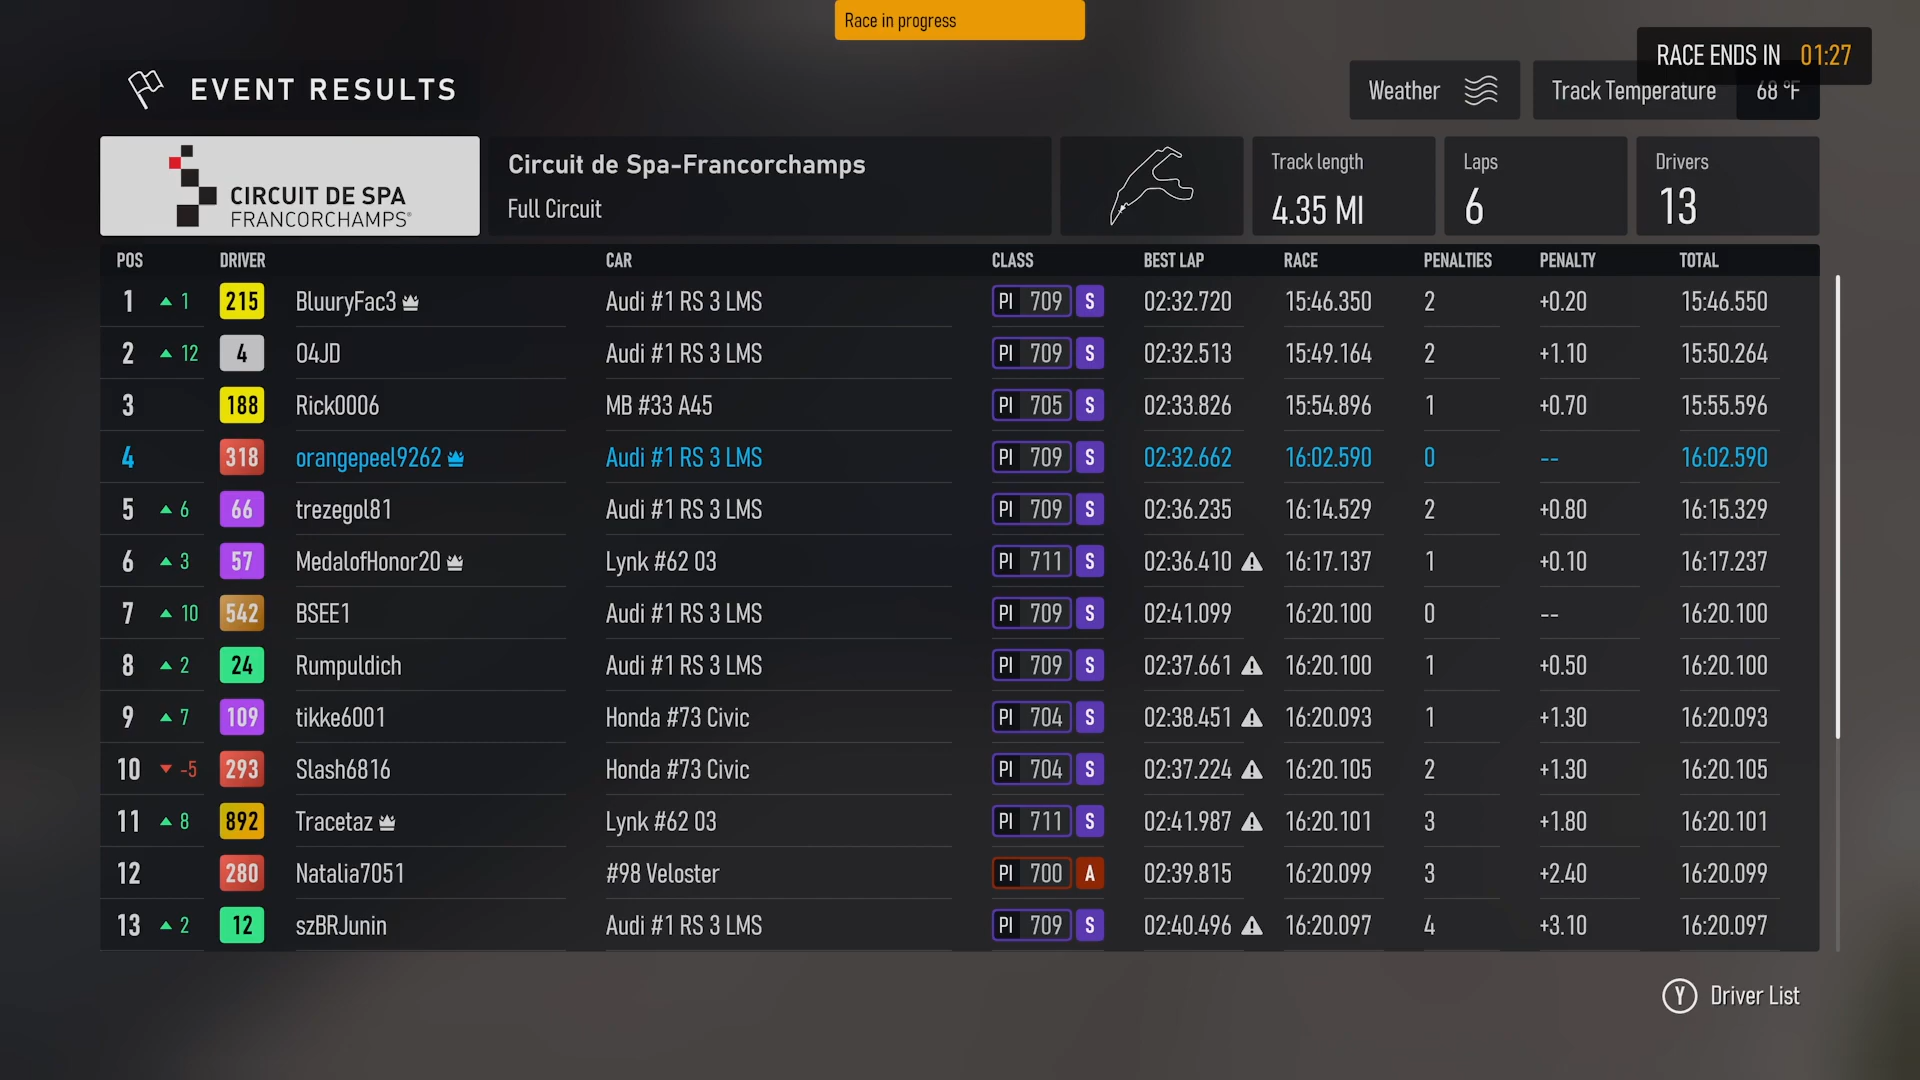 Race in progress
RACE ENDS IN 01:27
EVENT RESULTS
Weather Track Temperature 68 °F
CIRCUIT DE SPA
FRANCORCHAMPS®
Circuit de Spa-Francorchamps
Full Circuit
Track length
4.35 MI
Laps
6
Drivers
13
POS DRIVER CAR CLASS BEST LAP RACE PENALTIES PENALTY TOTAL
1 ▲ 1 215 BluuryFac3 Audi #1 RS 3 LMS PI 709 S 02:32.720 15:46.350 2 +0.20 15:46.550
2 ▲ 12 4 O4JD Audi #1 RS 3 LMS PI 709 S 02:32.513 15:49.164 2 +1.10 15:50.264
3 188 Rick0006 MB #33 A45 PI 705 S 02:33.826 15:54.896 1 +0.70 15:55.596
4 318 orangepeel9262 Audi #1 RS 3 LMS PI 709 S 02:32.662 16:02.590 0 -- 16:02.590
5 ▲ 6 66 trezegol81 Audi #1 RS 3 LMS PI 709 S 02:36.235 16:14.529 2 +0.80 16:15.329
6 ▲ 3 57 MedalofHonor20 Lynk #62 03 PI 711 S 02:36.410 16:17.137 1 +0.10 16:17.237
7 ▲ 10 542 BSEE1 Audi #1 RS 3 LMS PI 709 S 02:41.099 16:20.100 0 -- 16:20.100
8 ▲ 2 24 Rumpuldich Audi #1 RS 3 LMS PI 709 S 02:37.661 16:20.100 1 +0.50 16:20.100
9 ▲ 7 109 tikke6001 Honda #73 Civic PI 704 S 02:38.451 16:20.093 1 +1.30 16:20.093
10 ▼ -5 293 Slash6816 Honda #73 Civic PI 704 S 02:37.224 16:20.105 2 +1.30 16:20.105
11 ▲ 8 892 Tracetaz Lynk #62 03 PI 711 S 02:41.987 16:20.101 3 +1.80 16:20.101
12 280 Natalia7051 #98 Veloster PI 700 A 02:39.815 16:20.099 3 +2.40 16:20.099
13 ▲ 2 12 szBRJunin Audi #1 RS 3 LMS PI 709 S 02:40.496 16:20.097 4 +3.10 16:20.097
Y Driver List